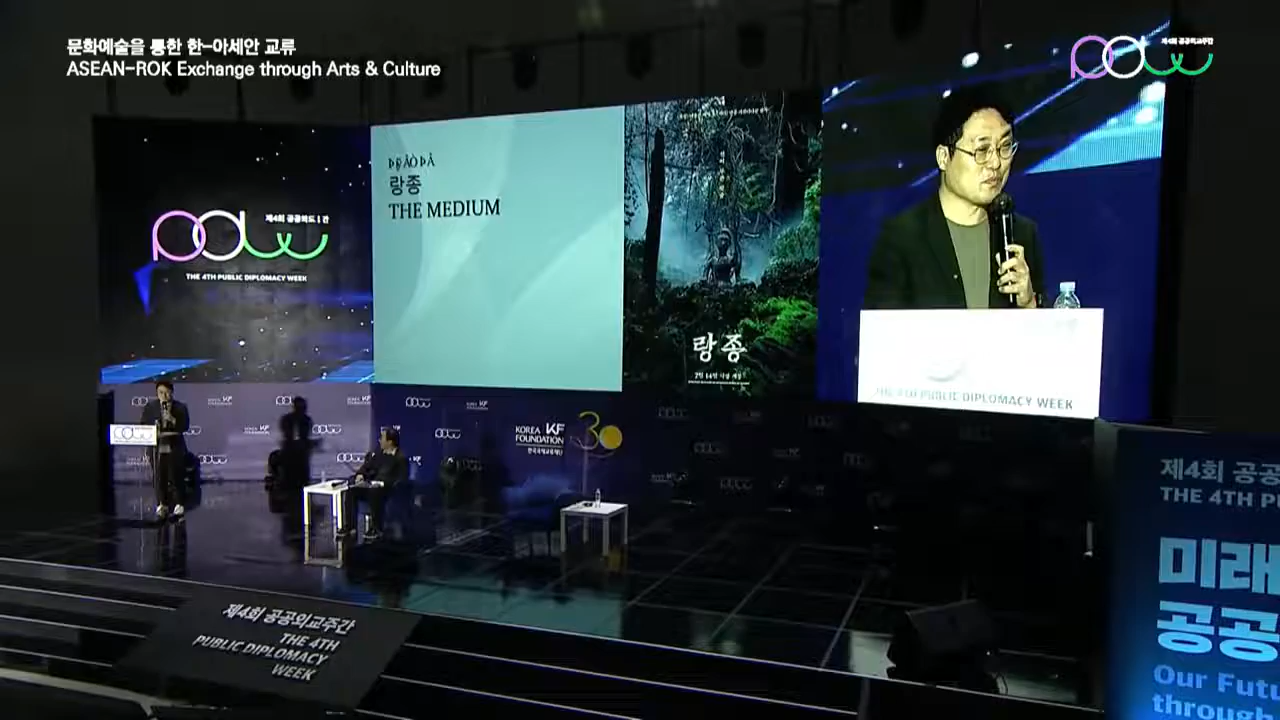 문화예술을 통한 한-아세안 교류
ASEAN-ROK Exchange through Arts & Culture
제4회 공공외교주간
pow
THE 4TH PUBLIC DIPLOMACY WEEK
랑종
THE MEDIUM
랑종
THE 4TH PUBLIC DIPLOMACY WEEK
KOREA KF
FOUNDATION
한국국제교류재단
30
제4회 공공외교주간
THE 4TH
PUBLIC DIPLOMACY
WEEK
제4회 공공
THE 4TH P
미래
공공
Our Futu
through